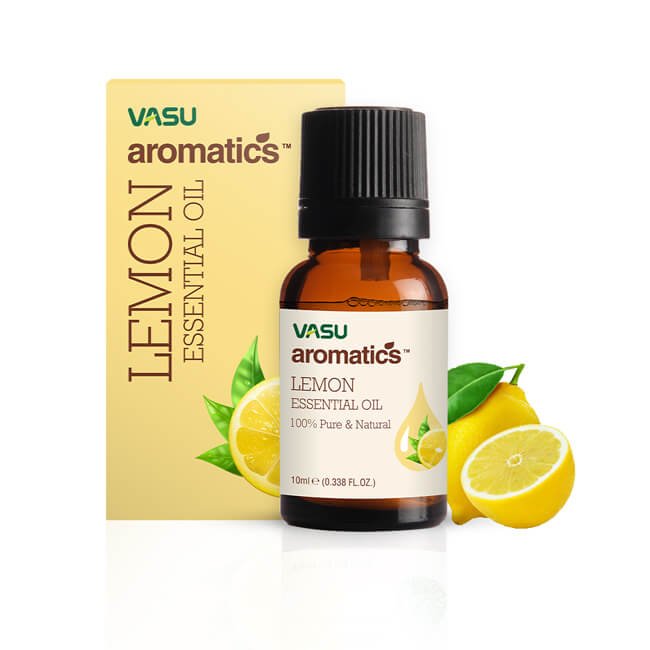 VASU
aromatics™
LEMON
ESSENTIAL OIL
VASU
aromatics™
LEMON
ESSENTIAL OIL
100% Pure & Natural
10ml ℮ (0.338 FL.OZ.)